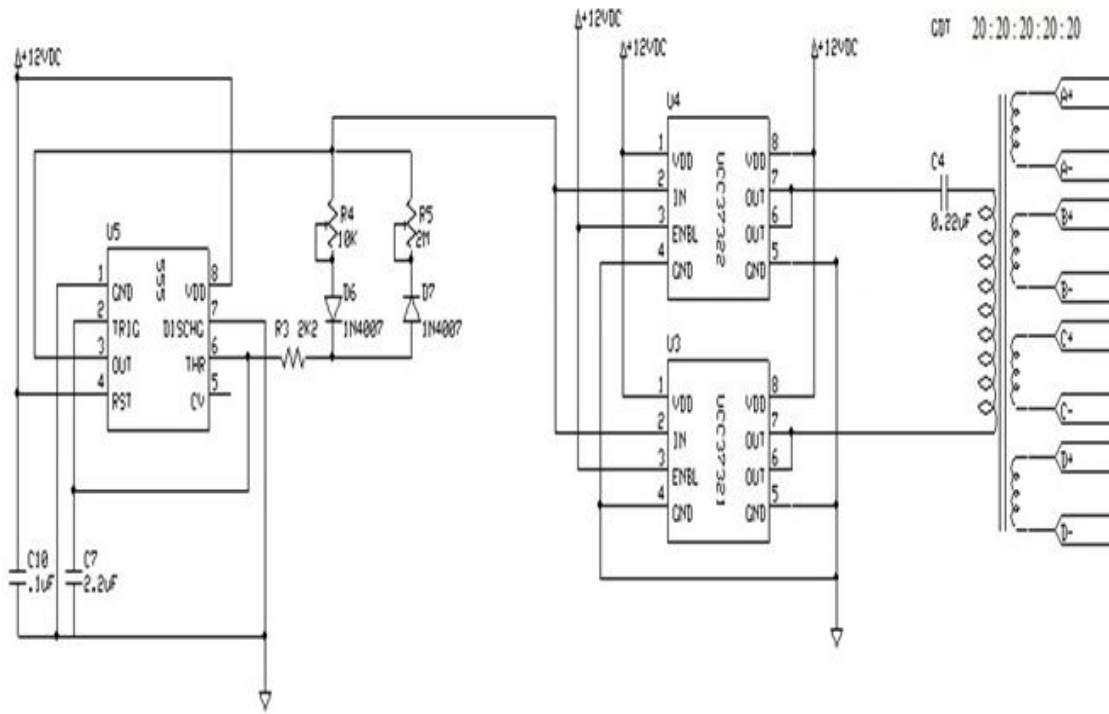 GDT 20:20:20:20:20
+12VDC
+12VDC
+12VDC
+12VDC
U5
555
1 GND
2 TRIG
3 OUT
4 RST
8 VDD
7 DISCHG
6 THR
5 CV
R4
10K
R5
2M
D6
1N4007
D7
1N4007
R3 2K2
C10
.1uF
C7
2.2uF
U4
UCC37322
1 VDD
2 IN
3 ENBL
4 GND
8 VDD
7 OUT
6 OUT
5 GND
U3
UCC37321
1 VDD
2 IN
3 ENBL
4 GND
8 VDD
7 OUT
6 OUT
5 GND
C4
0.22uF
A+
A-
B+
B-
C+
C-
D+
D-